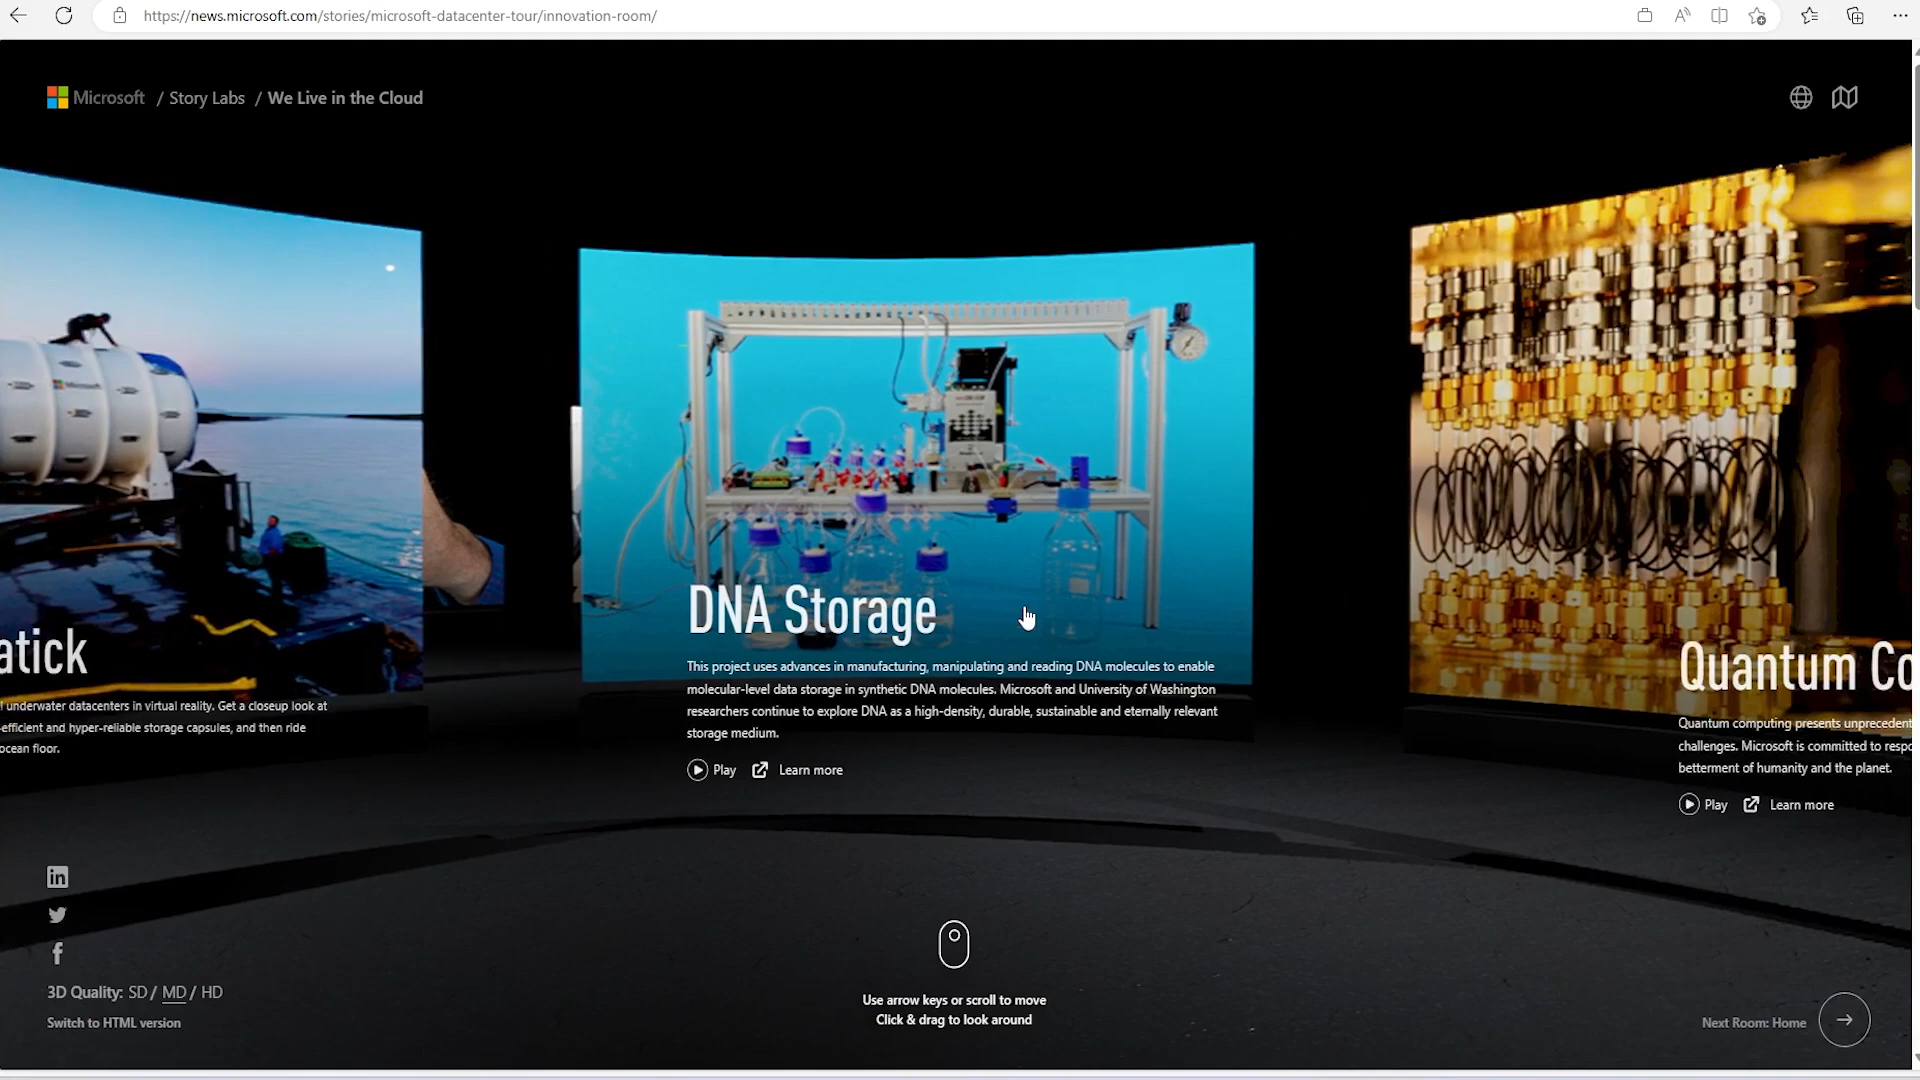 https://news.microsoft.com/stories/microsoft-datacenter-tour/innovation-room/
Microsoft / Story Labs / We Live in the Cloud
Microsoft
atick
underwater datacenters in virtual reality. Get a closeup look at
-efficient and hyper-reliable storage capsules, and then ride
ocean floor.
DNA Storage
This project uses advances in manufacturing, manipulating and reading DNA molecules to enable
molecular-level data storage in synthetic DNA molecules. Microsoft and University of Washington
researchers continue to explore DNA as a high-density, durable, sustainable and eternally relevant
storage medium.
Play Learn more
Quantum Co
Quantum computing presents unprecedent
challenges. Microsoft is committed to respo
betterment of humanity and the planet.
Play Learn more
3D Quality: SD / MD / HD
Switch to HTML version
Use arrow keys or scroll to move
Click & drag to look around
Next Room: Home